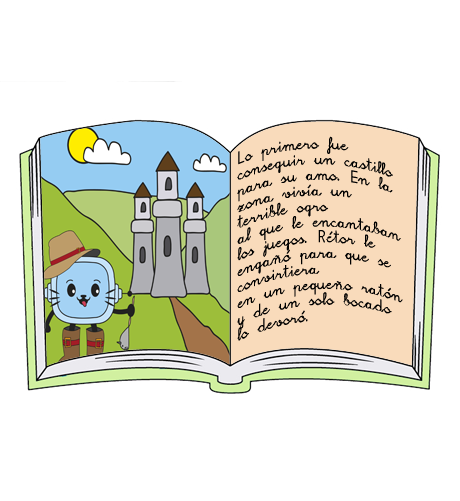 Lo primero fue
conseguir un castillo
para su amo. En la
zona, vivía un
terrible ogro
al que le encantaban
los juegos. Rétor le
engañó para que se
convirtiera
en un pequeño ratón
y de un solo bocado
lo devoró.